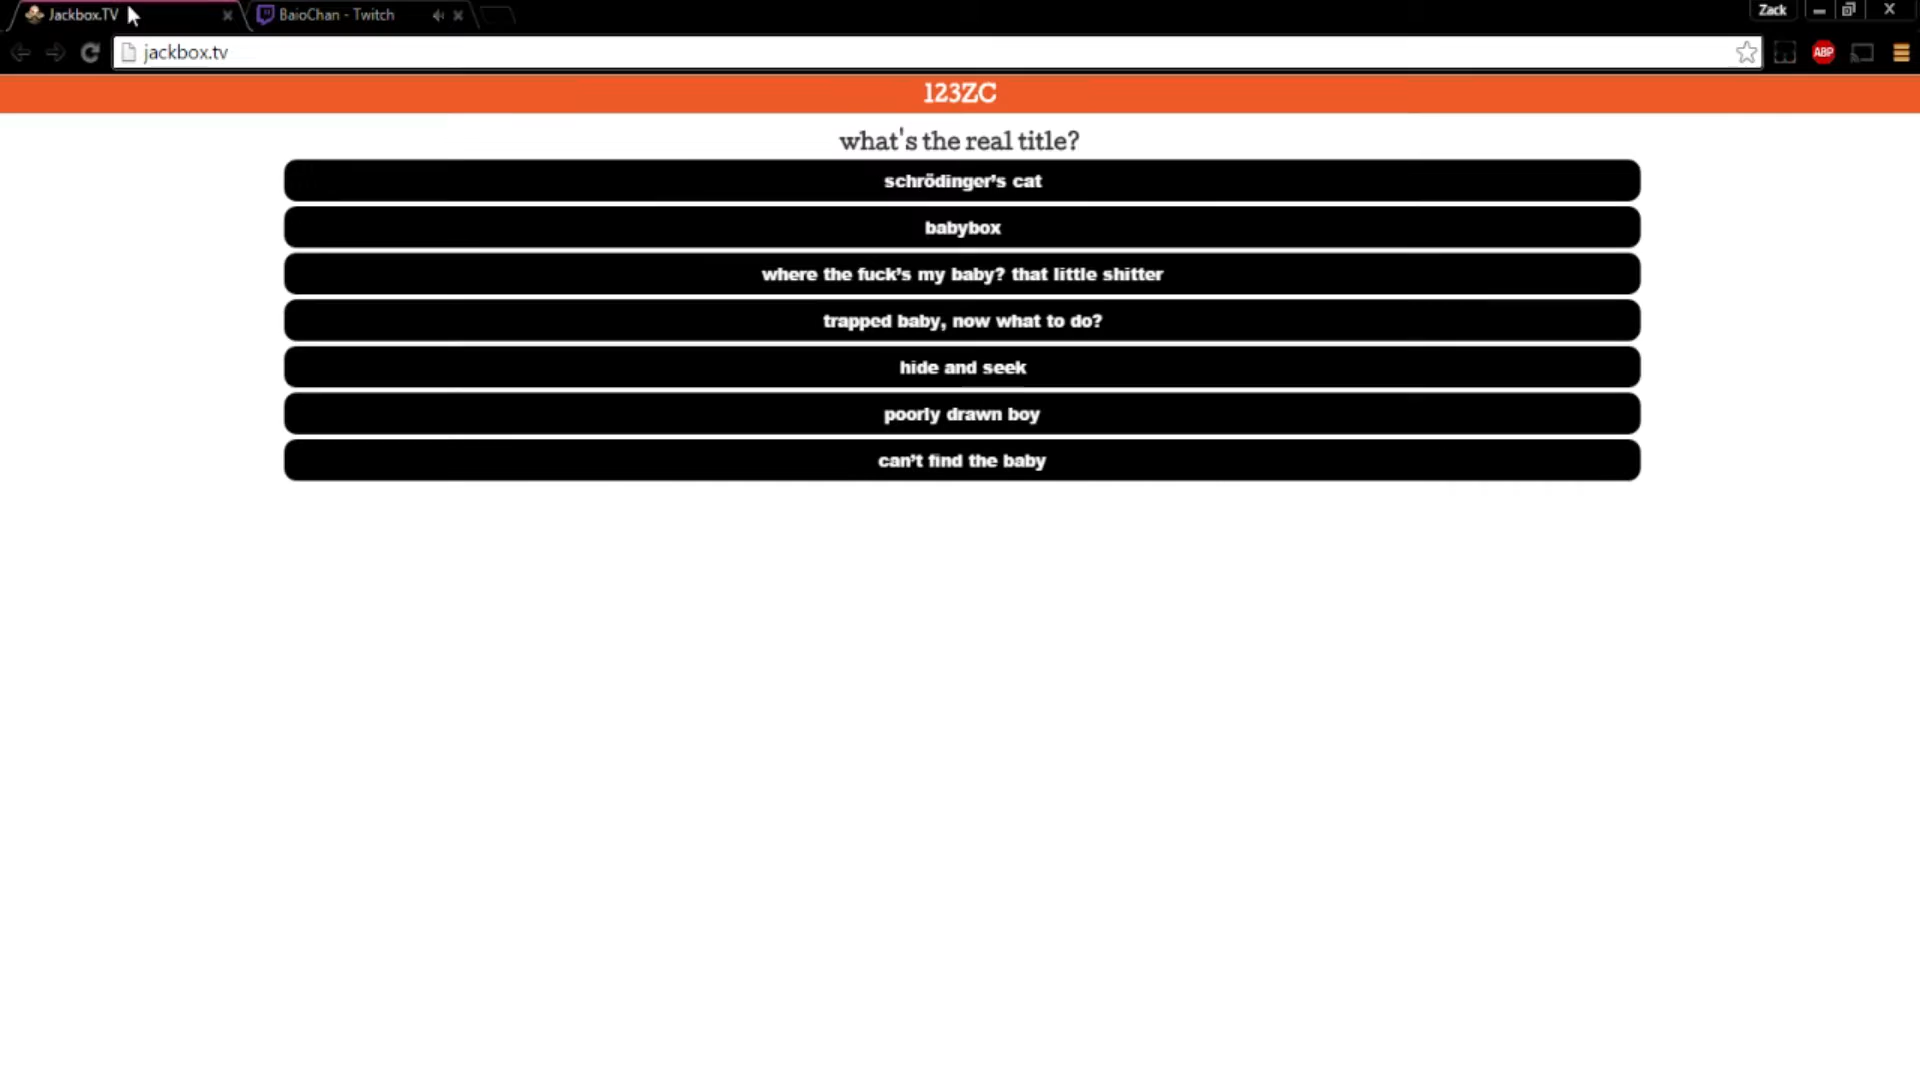 Jackbox.TV
BaioChan - Twitch
Zack
jackbox.tv
ABP
123ZC
what's the real title?
schrödinger's cat
babybox
where the fuck's my baby? that little shitter
trapped baby, now what to do?
hide and seek
poorly drawn boy
can't find the baby